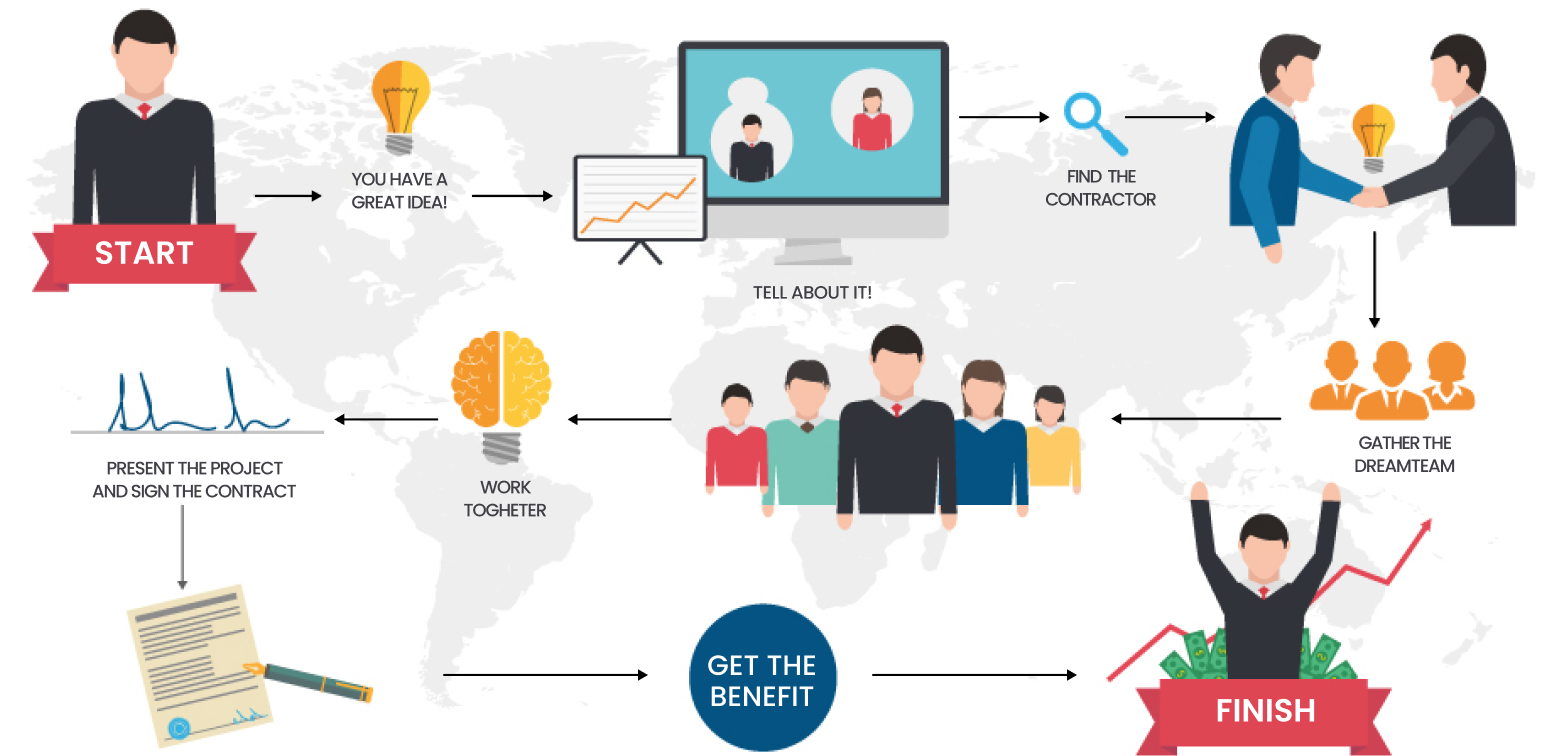 START
YOU HAVE A
GREAT IDEA!
TELL ABOUT IT!
FIND THE
CONTRACTOR
GATHER THE
DREAMTEAM
WORK
TOGHETER
PRESENT THE PROJECT
AND SIGN THE CONTRACT
GET THE
BENEFIT
FINISH